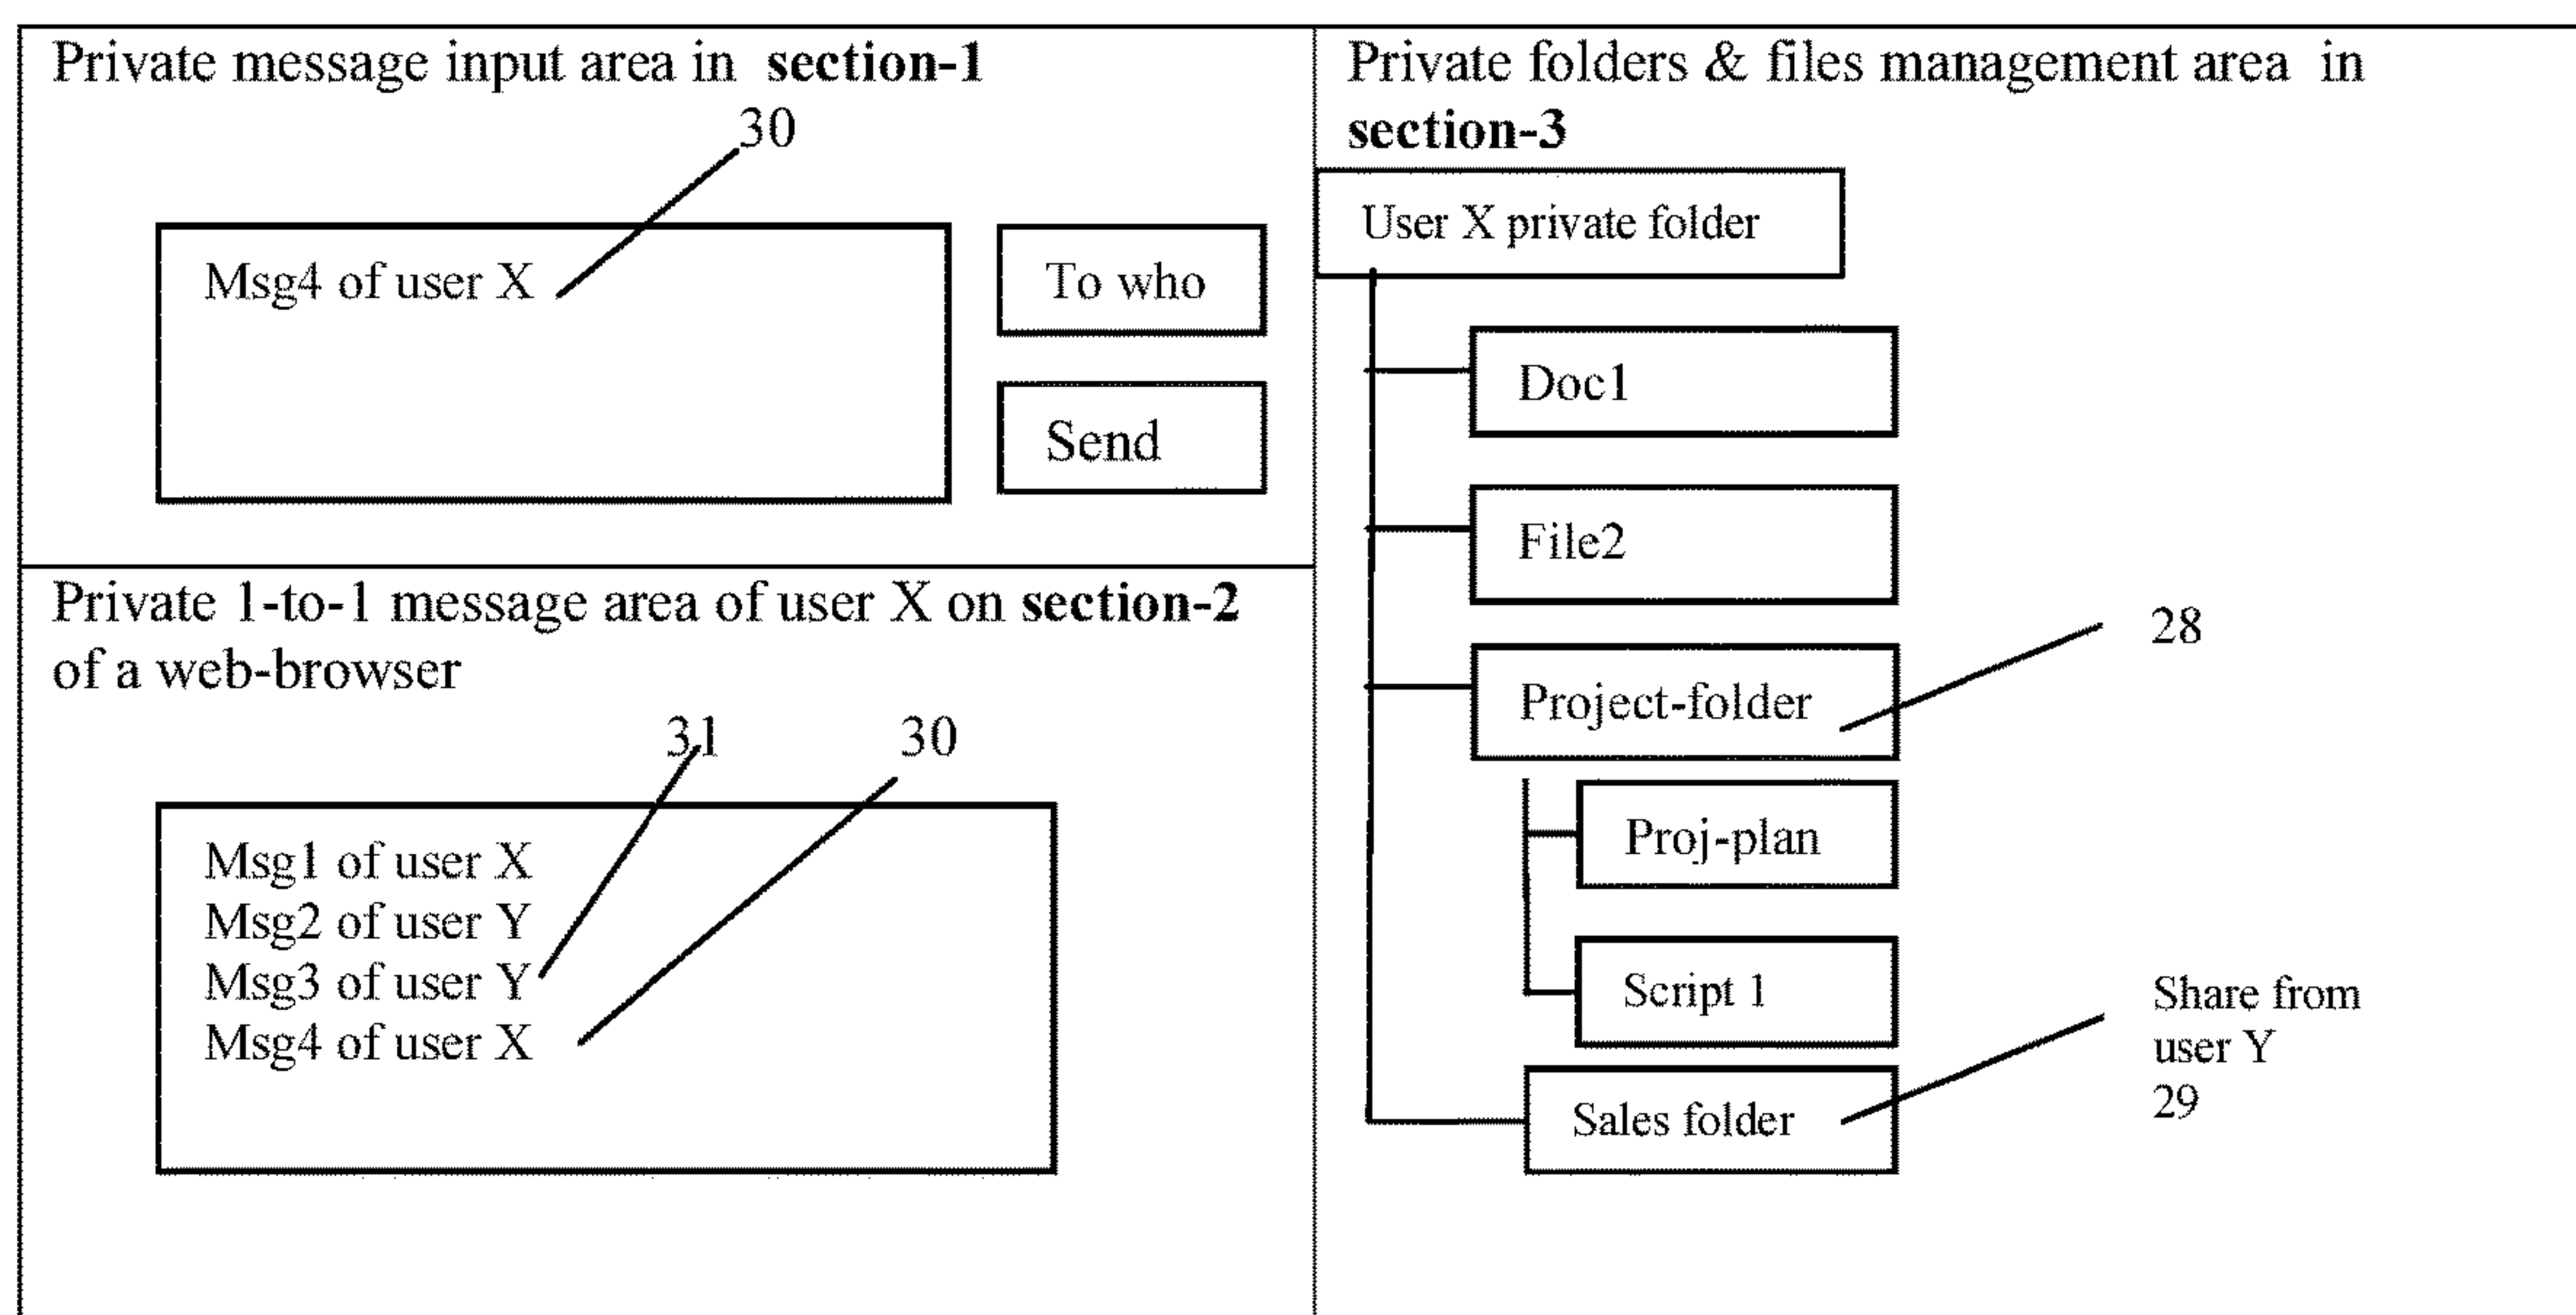 Private message input area in section-1
30
Msg4 of user X
To who
Send
Private 1-to-1 message area of user X on section-2
of a web-browser
31
30
Msg1 of user X
Msg2 of user Y
Msg3 of user Y
Msg4 of user X
Private folders & files management area in
section-3
User X private folder
Doc1
File2
Project-folder
28
Proj-plan
Script 1
Sales folder
Share from
user Y
29